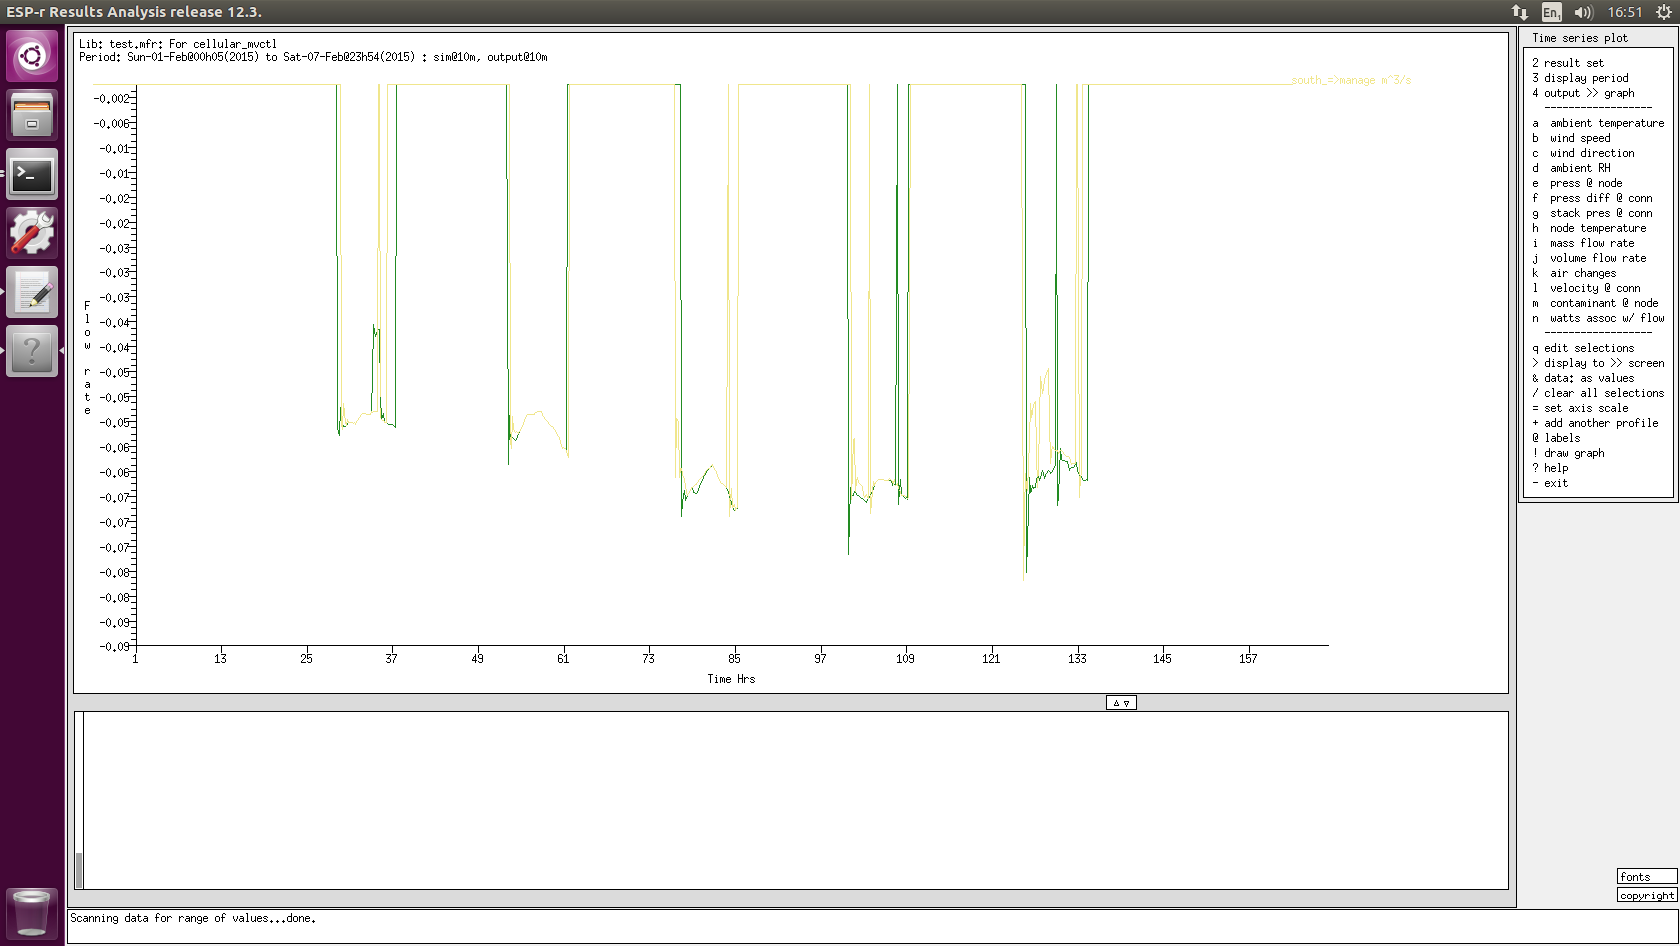 ESP-r Results Analysis release 12.3.
En1
16:51
Lib: test.mfr: For cellular_mvctl
Period: Sun-01-Feb@00h05(2015) to Sat-07-Feb@23h54(2015) : sim@10m, output@10m
south_=>manage m^3/s
-0.002
-0.006
-0.01
-0.01
-0.02
-0.02
-0.03
-0.03
-0.03
-0.04
-0.04
-0.05
-0.05
-0.05
-0.06
-0.06
-0.07
-0.07
-0.07
-0.08
-0.08
-0.09
-0.09
Flow rate
1 13 25 37 49 61 73 85 97 109 121 133 145 157
Time Hrs
Time series plot
2 result set
3 display period
4 output >> graph
------------------
a ambient temperature
b wind speed
c wind direction
d ambient RH
e press @ node
f press diff @ conn
g stack pres @ conn
h node temperature
i mass flow rate
j volume flow rate
k air changes
l velocity @ conn
m contaminant @ node
n watts assoc w/ flow
------------------
q edit selections
> display to >> screen
& data: as values
/ clear all selections
= set axis scale
+ add another profile
@ labels
! draw graph
? help
- exit
fonts
copyright
Scanning data for range of values...done.